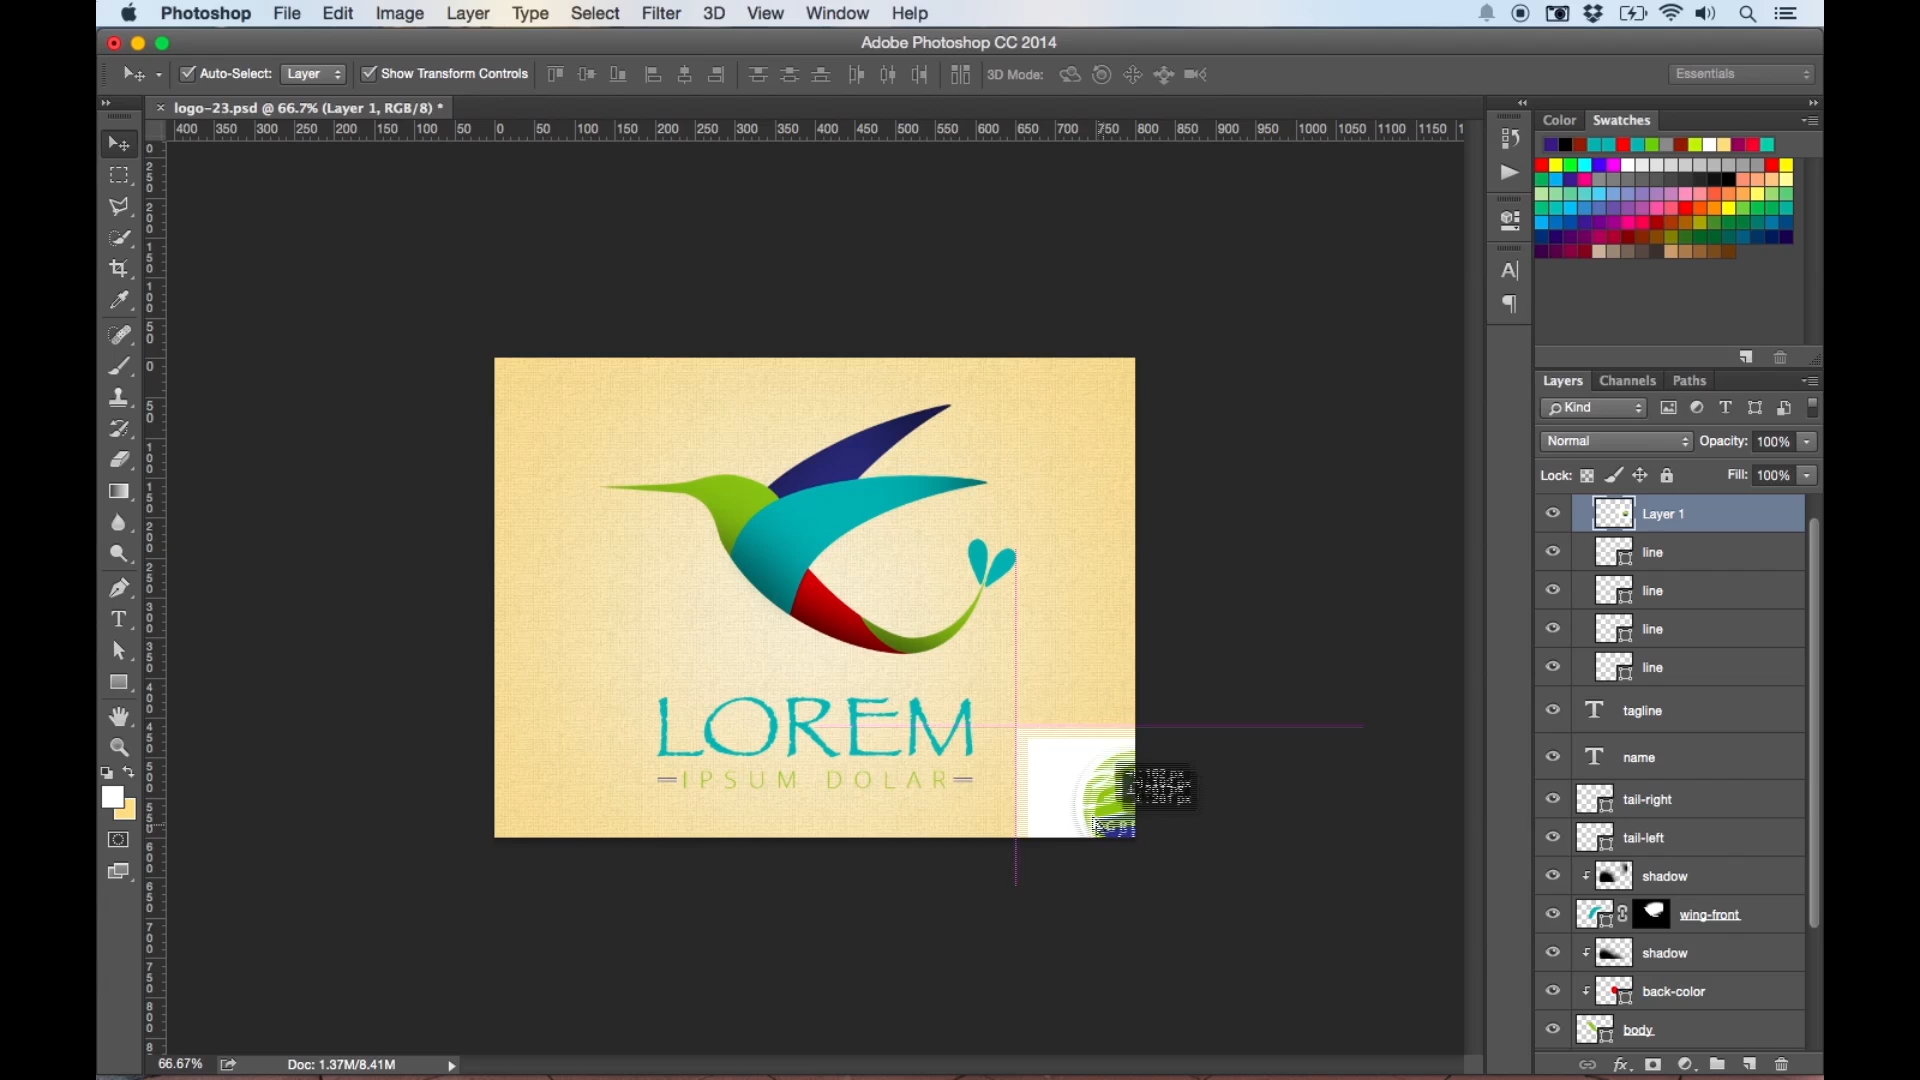 Photoshop File Edit Image Layer Type Select Filter 3D View Window Help
Adobe Photoshop CC 2014
Auto-Select: Layer Show Transform Controls 3D Mode: Essentials
logo-23.psd @ 66.7% (Layer 1, RGB/8) *
400 350 300 250 200 150 100 50 0 50 100 150 200 250 300 350 400 450 500 550 600 650 700 750 800 850 900 950 1000 1050 1100 1150
Color Swatches
Layers Channels Paths
Kind
Normal Opacity: 100%
Lock: Fill: 100%
Layer 1
line
line
line
line
tagline
name
tail-right
tail-left
shadow
wing-front
shadow
back-color
body
LOREM
IPSUM DOLAR
66.67% Doc: 1.37M/8.41M